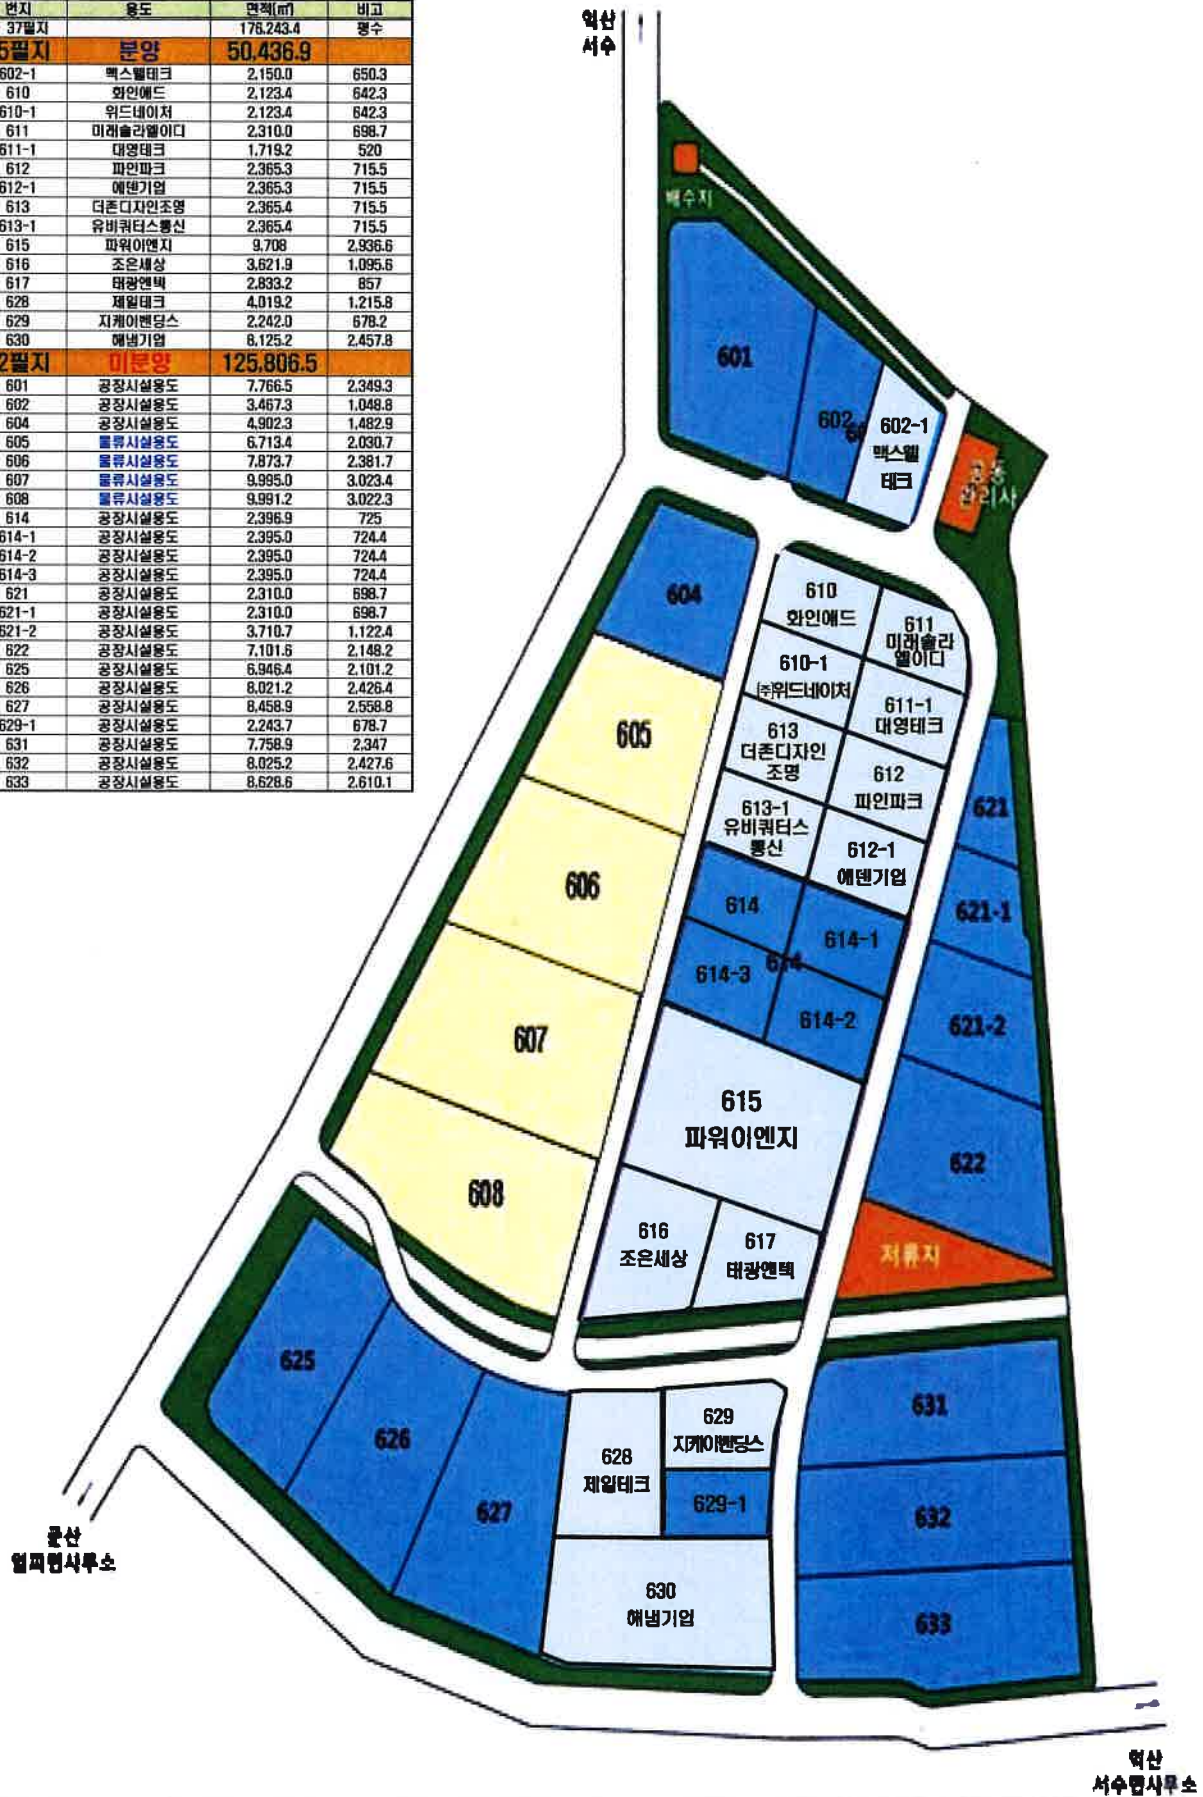 번지 용도 면적(㎡) 비고
37필지 176,243.4 평수
5필지 분양 50,436.9
602-1 맥스웰테크 2,150.0 650.3
610 화인에드 2,123.4 642.3
610-1 위드네이처 2,123.4 642.3
611 미래솔라엘이디 2,310.0 698.7
611-1 대영테크 1,719.2 520
612 파인파크 2,365.3 715.5
612-1 에덴기업 2,365.3 715.5
613 더존디자인조명 2,365.4 715.5
613-1 유비쿼터스통신 2,365.4 715.5
615 파워이엔지 9,708 2,936.6
616 조은세상 3,621.9 1,095.6
617 태광엔텍 2,833.2 857
628 제일테크 4,019.2 1,215.8
629 지케이벤딩스 2,242.0 678.2
630 해냄기업 8,125.2 2,457.8
2필지 미분양 125,806.5
601 공장시설용도 7,766.5 2,349.3
602 공장시설용도 3,467.3 1,048.8
604 공장시설용도 4,902.3 1,482.9
605 물류시설용도 6,713.4 2,030.7
606 물류시설용도 7,873.7 2,381.7
607 물류시설용도 9,995.0 3,023.4
608 물류시설용도 9,991.2 3,022.3
614 공장시설용도 2,396.9 725
614-1 공장시설용도 2,395.0 724.4
614-2 공장시설용도 2,395.0 724.4
614-3 공장시설용도 2,395.0 724.4
621 공장시설용도 2,310.0 698.7
621-1 공장시설용도 2,310.0 698.7
621-2 공장시설용도 3,710.7 1,122.4
622 공장시설용도 7,101.6 2,148.2
625 공장시설용도 6,946.4 2,101.2
626 공장시설용도 8,021.2 2,426.4
627 공장시설용도 8,458.9 2,558.8
629-1 공장시설용도 2,243.7 678.7
631 공장시설용도 7,758.9 2,347
632 공장시설용도 8,025.2 2,427.6
633 공장시설용도 8,628.6 2,610.1
익산
서수
배수지
601
602
602-1
맥스웰
테크
공동
관리사
604
610
화인에드
611
미래솔라
엘이디
610-1
㈜위드네이처
611-1
대영테크
605
613
더존디자인
조명
612
파인파크
621
613-1
유비쿼터스
통신
612-1
에덴기업
606
614
614-1
621-1
614-3
614
614-2
621-2
607
615
파워이엔지
622
608
616
조은세상
617
태광엔텍
저류지
625
626
627
628
제일테크
629
지케이벤딩스
629-1
630
해냄기업
631
632
633
군산
임피면사무소
익산
서수면사무소